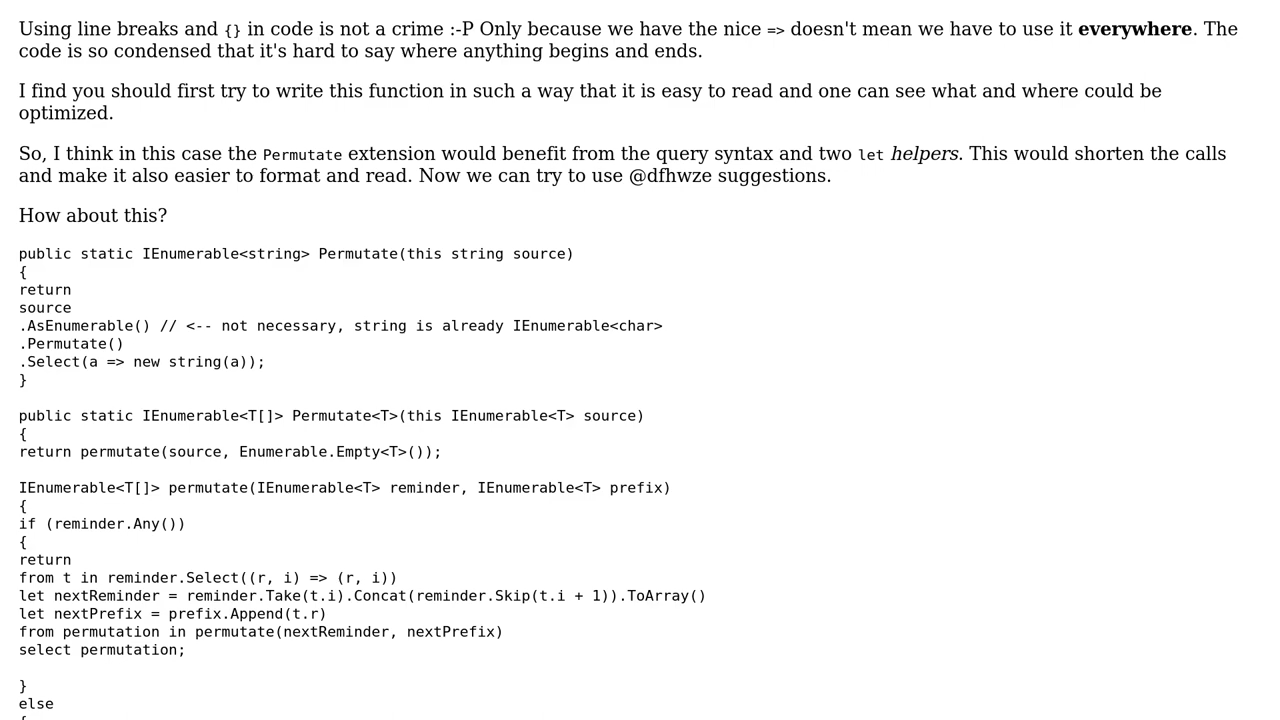 Using line breaks and {} in code is not a crime :-P Only because we have the nice => doesn't mean we have to use it everywhere. The
code is so condensed that it's hard to say where anything begins and ends.
I find you should first try to write this function in such a way that it is easy to read and one can see what and where could be
optimized.
So, I think in this case the Permutate extension would benefit from the query syntax and two let helpers. This would shorten the calls
and make it also easier to format and read. Now we can try to use @dfhwze suggestions.
How about this?
public static IEnumerable<string> Permutate(this string source)
{
return
source
.AsEnumerable() // <-- not necessary, string is already IEnumerable<char>
.Permutate()
.Select(a => new string(a));
}
public static IEnumerable<T[]> Permutate<T>(this IEnumerable<T> source)
{
return permutate(source, Enumerable.Empty<T>());
IEnumerable<T[]> permutate(IEnumerable<T> reminder, IEnumerable<T> prefix)
{
if (reminder.Any())
{
return
from t in reminder.Select((r, i) => (r, i))
let nextReminder = reminder.Take(t.i).Concat(reminder.Skip(t.i + 1)).ToArray()
let nextPrefix = prefix.Append(t.r)
from permutation in permutate(nextReminder, nextPrefix)
select permutation;
}
else
{